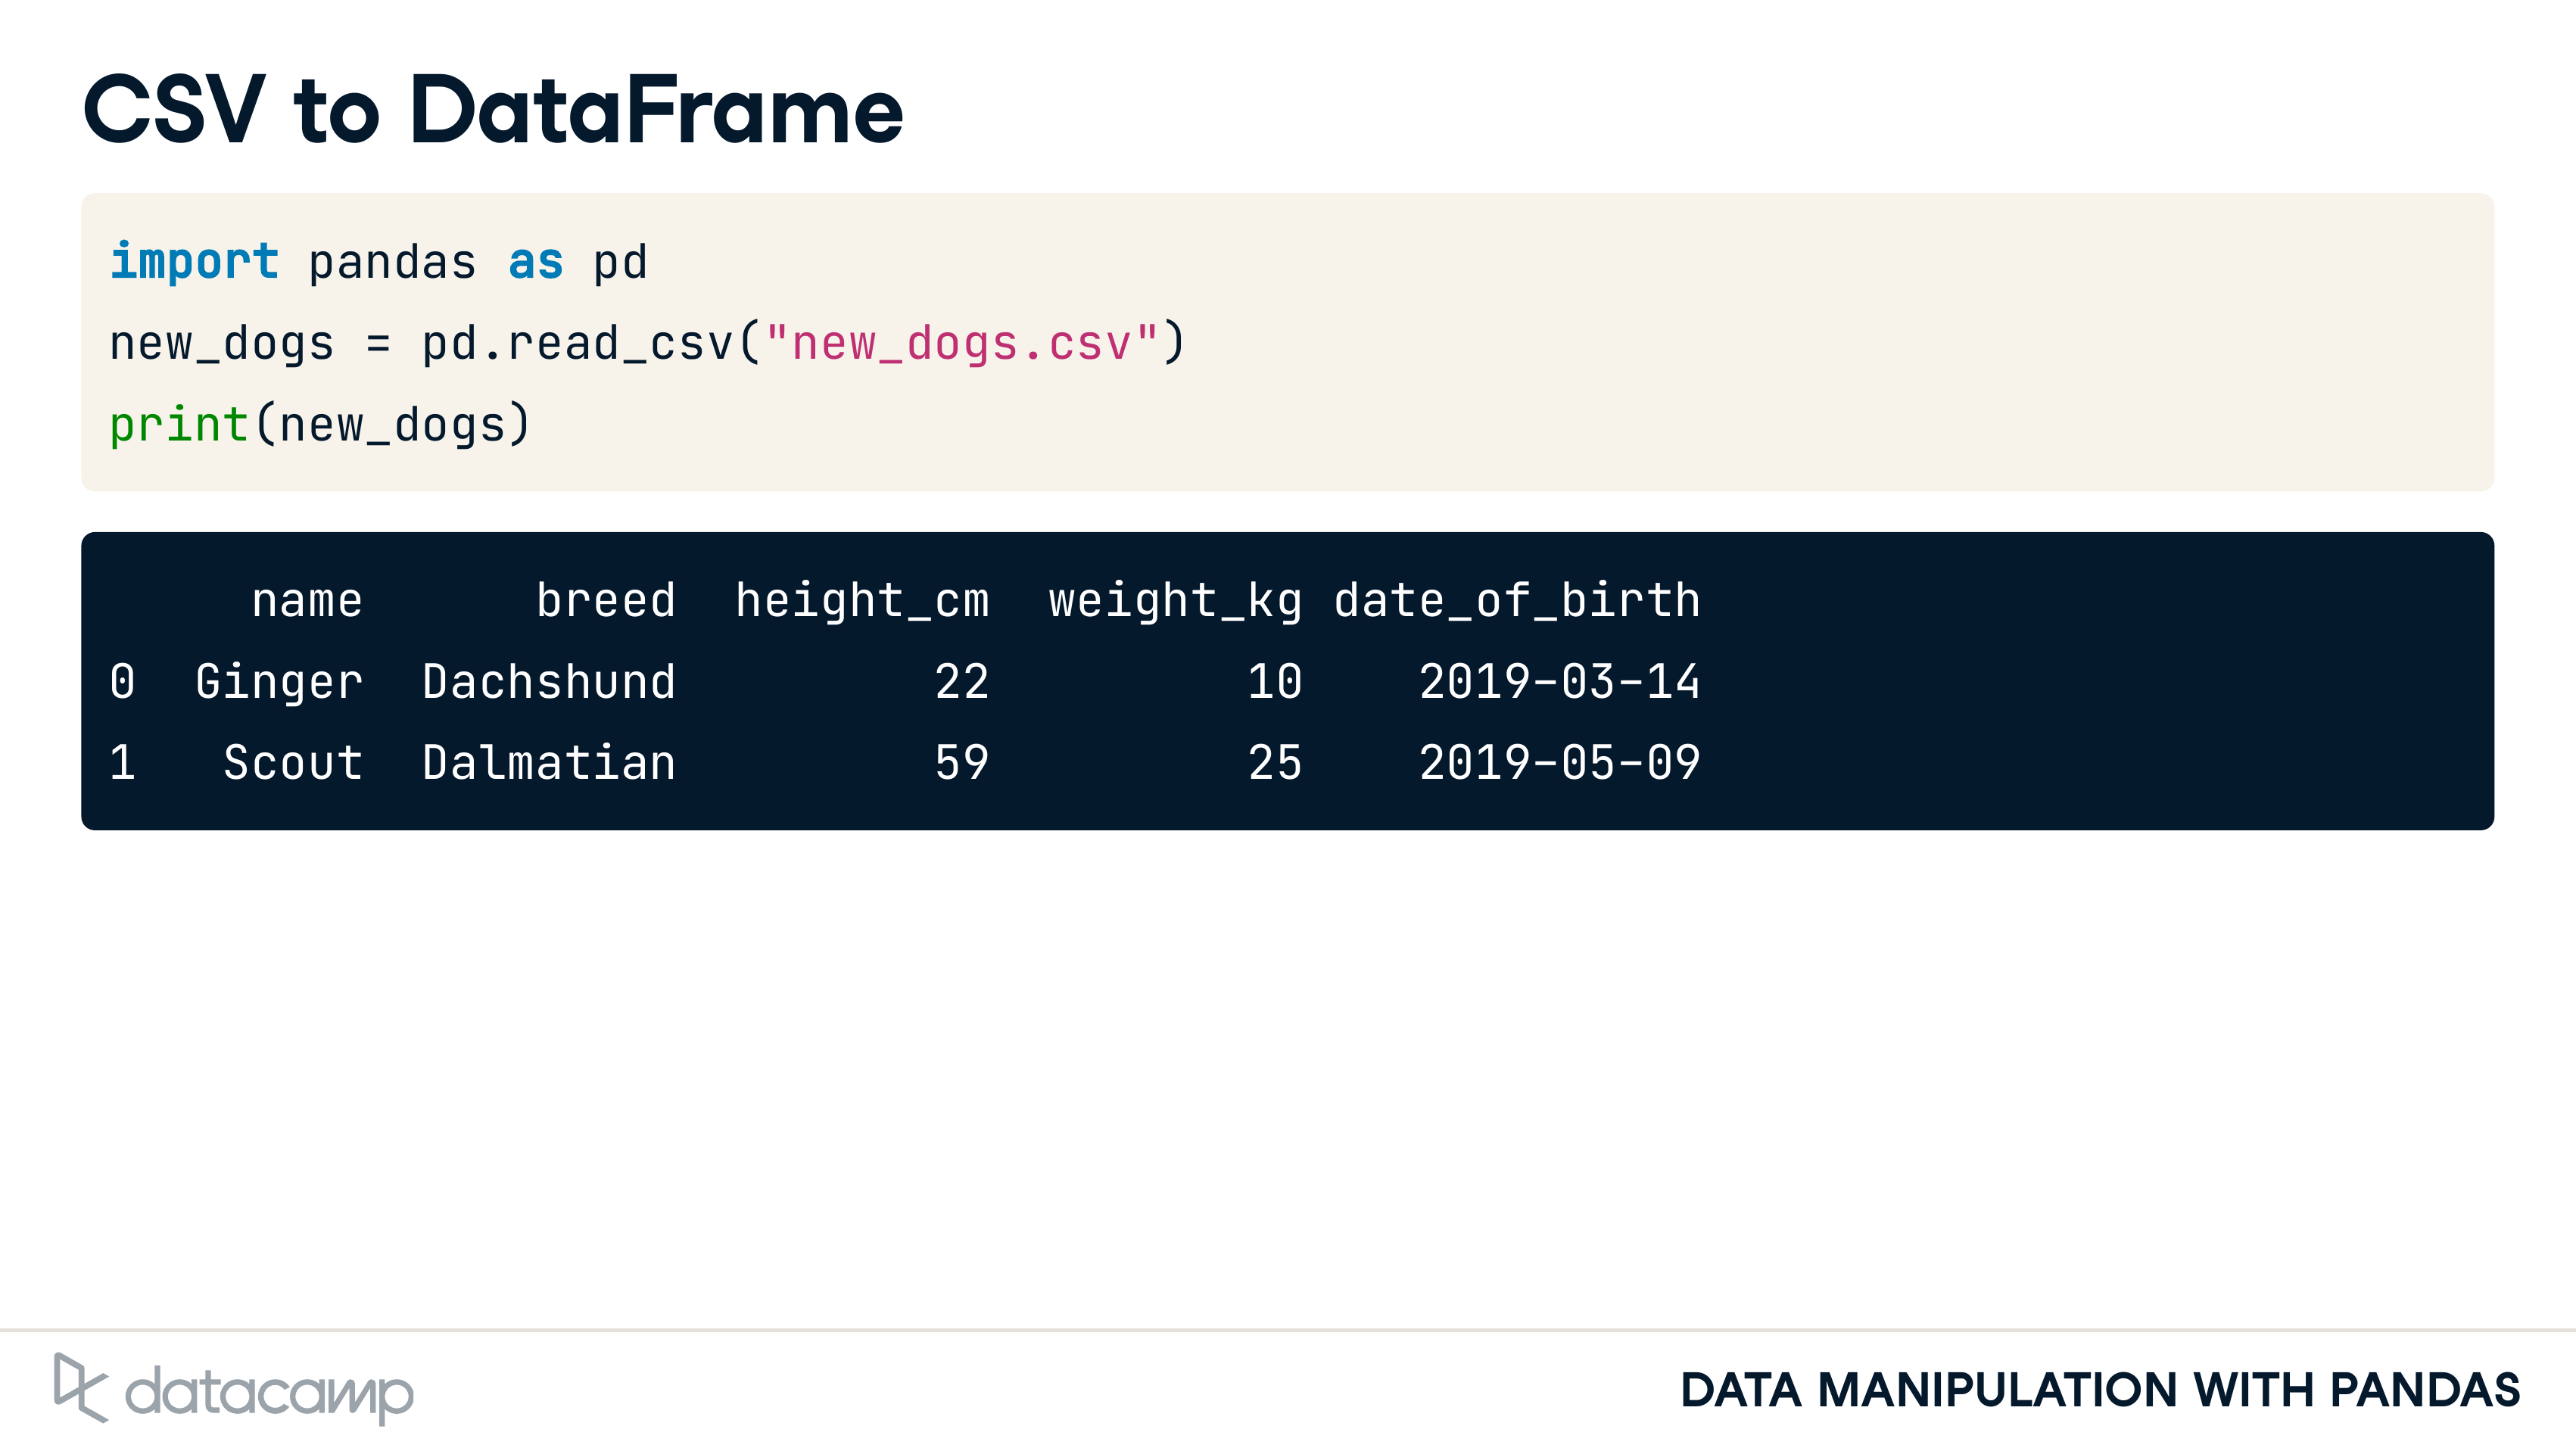 CSV to DataFrame
import pandas as pd
new_dogs = pd.read_csv("new_dogs.csv")
print(new_dogs)
     name      breed  height_cm  weight_kg date_of_birth
0  Ginger  Dachshund         22         10    2019-03-14
1   Scout  Dalmatian         59         25    2019-05-09
datacamp
DATA MANIPULATION WITH PANDAS